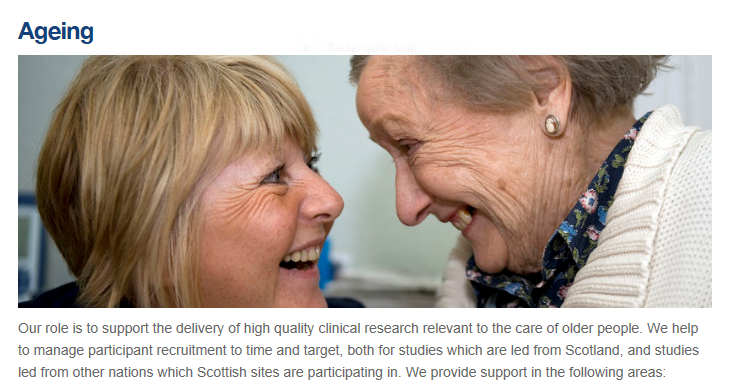 Ageing
Rectangular Snip
Our role is to support the delivery of high quality clinical research relevant to the care of older people. We help
to manage participant recruitment to time and target, both for studies which are led from Scotland, and studies
led from other nations which Scottish sites are participating in. We provide support in the following areas: